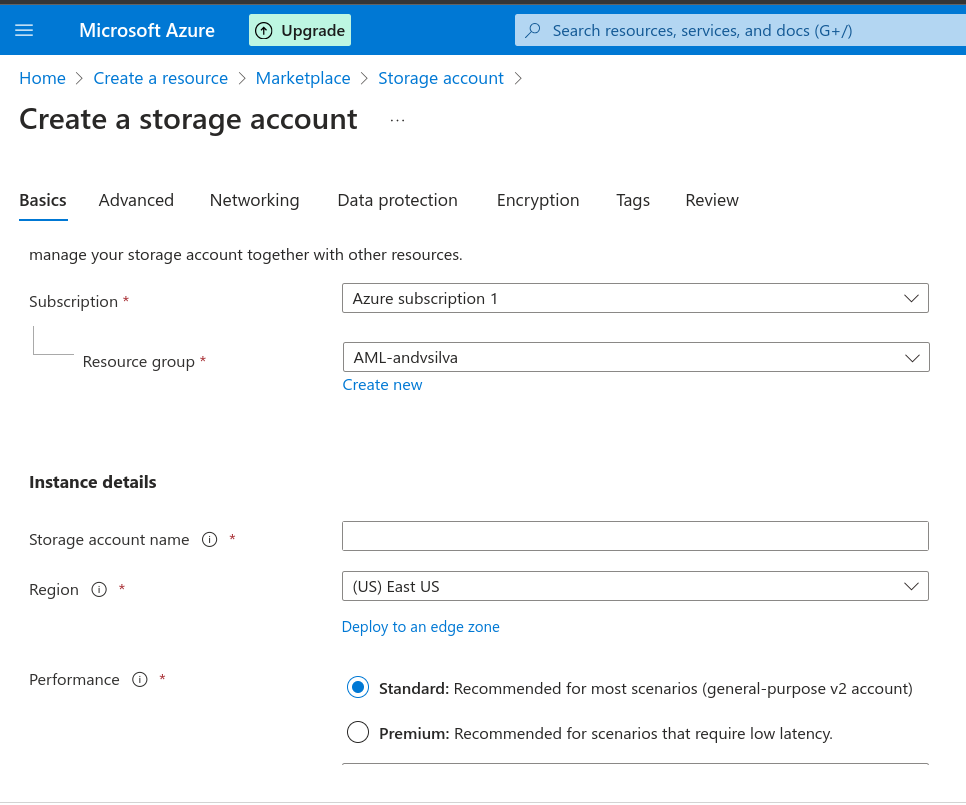 Microsoft Azure
Upgrade
Search resources, services, and docs (G+/)
Home > Create a resource > Marketplace > Storage account >
Create a storage account ...
Basics Advanced Networking Data protection Encryption Tags Review
manage your storage account together with other resources.
Subscription *
Azure subscription 1
Resource group *
AML-andvsilva
Create new
Instance details
Storage account name *
Region *
(US) East US
Deploy to an edge zone
Performance *
Standard: Recommended for most scenarios (general-purpose v2 account)
Premium: Recommended for scenarios that require low latency.